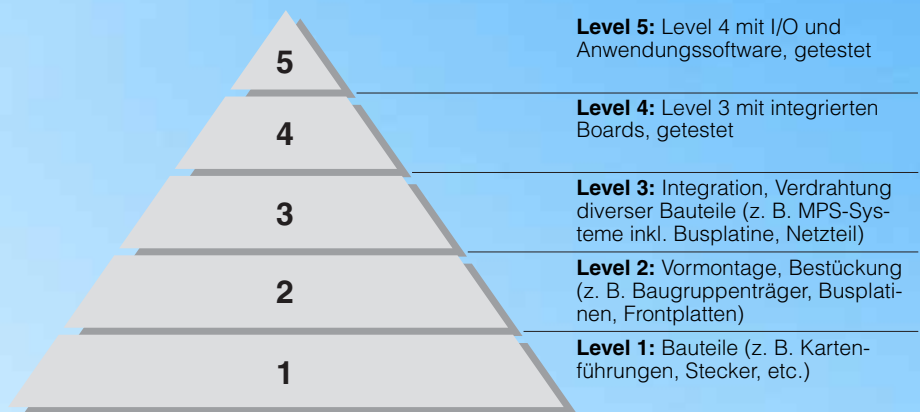 5
Level 5: Level 4 mit I/O und
Anwendungssoftware, getestet
4
Level 4: Level 3 mit integrierten
Boards, getestet
3
Level 3: Integration, Verdrahtung
diverser Bauteile (z. B. MPS-Sys-
teme inkl. Busplatine, Netzteil)
2
Level 2: Vormontage, Bestückung
(z. B. Baugruppenträger, Busplati-
nen, Frontplatten)
1
Level 1: Bauteile (z. B. Karten-
führungen, Stecker, etc.)